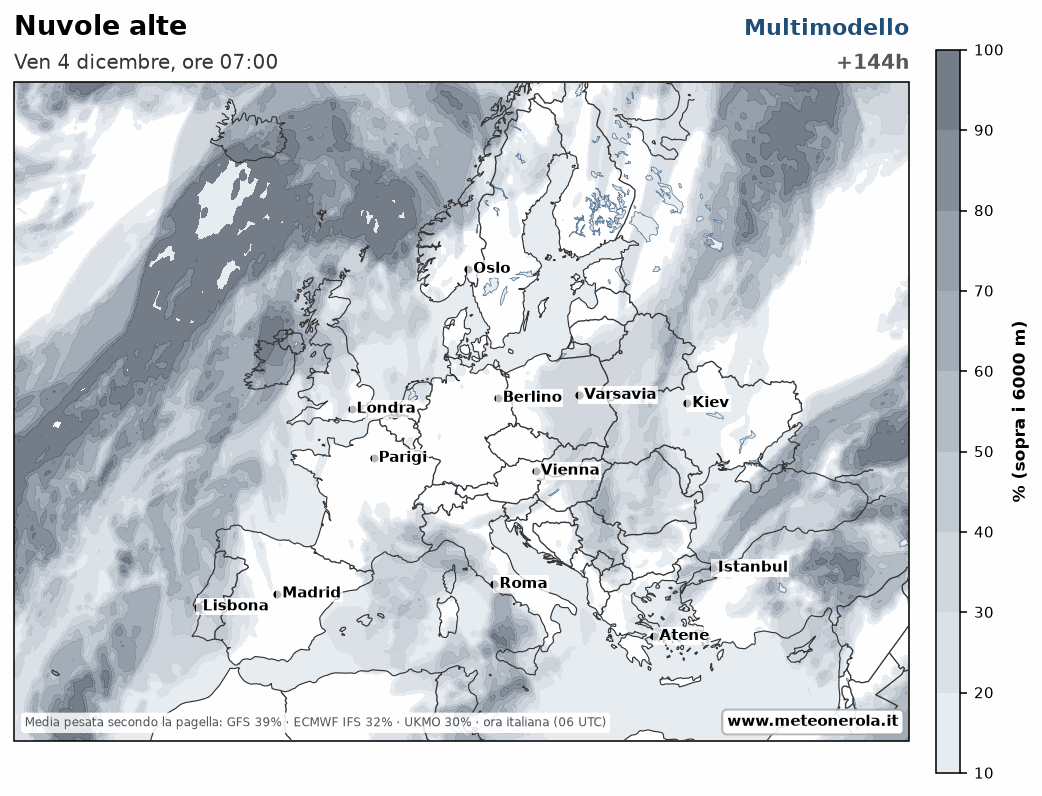 Nuvole alte
Multimodello
Ven 4 dicembre, ore 07:00
+144h
100
90
80
70
60
50
40
30
20
10
% (sopra i 6000 m)
Oslo
Berlino
Varsavia
Kiev
Londra
Parigi
Vienna
Istanbul
Roma
Madrid
Lisbona
Atene
Media pesata secondo la pagella: GFS 39% · ECMWF IFS 32% · UKMO 30% · ora italiana (06 UTC)
www.meteonerola.it